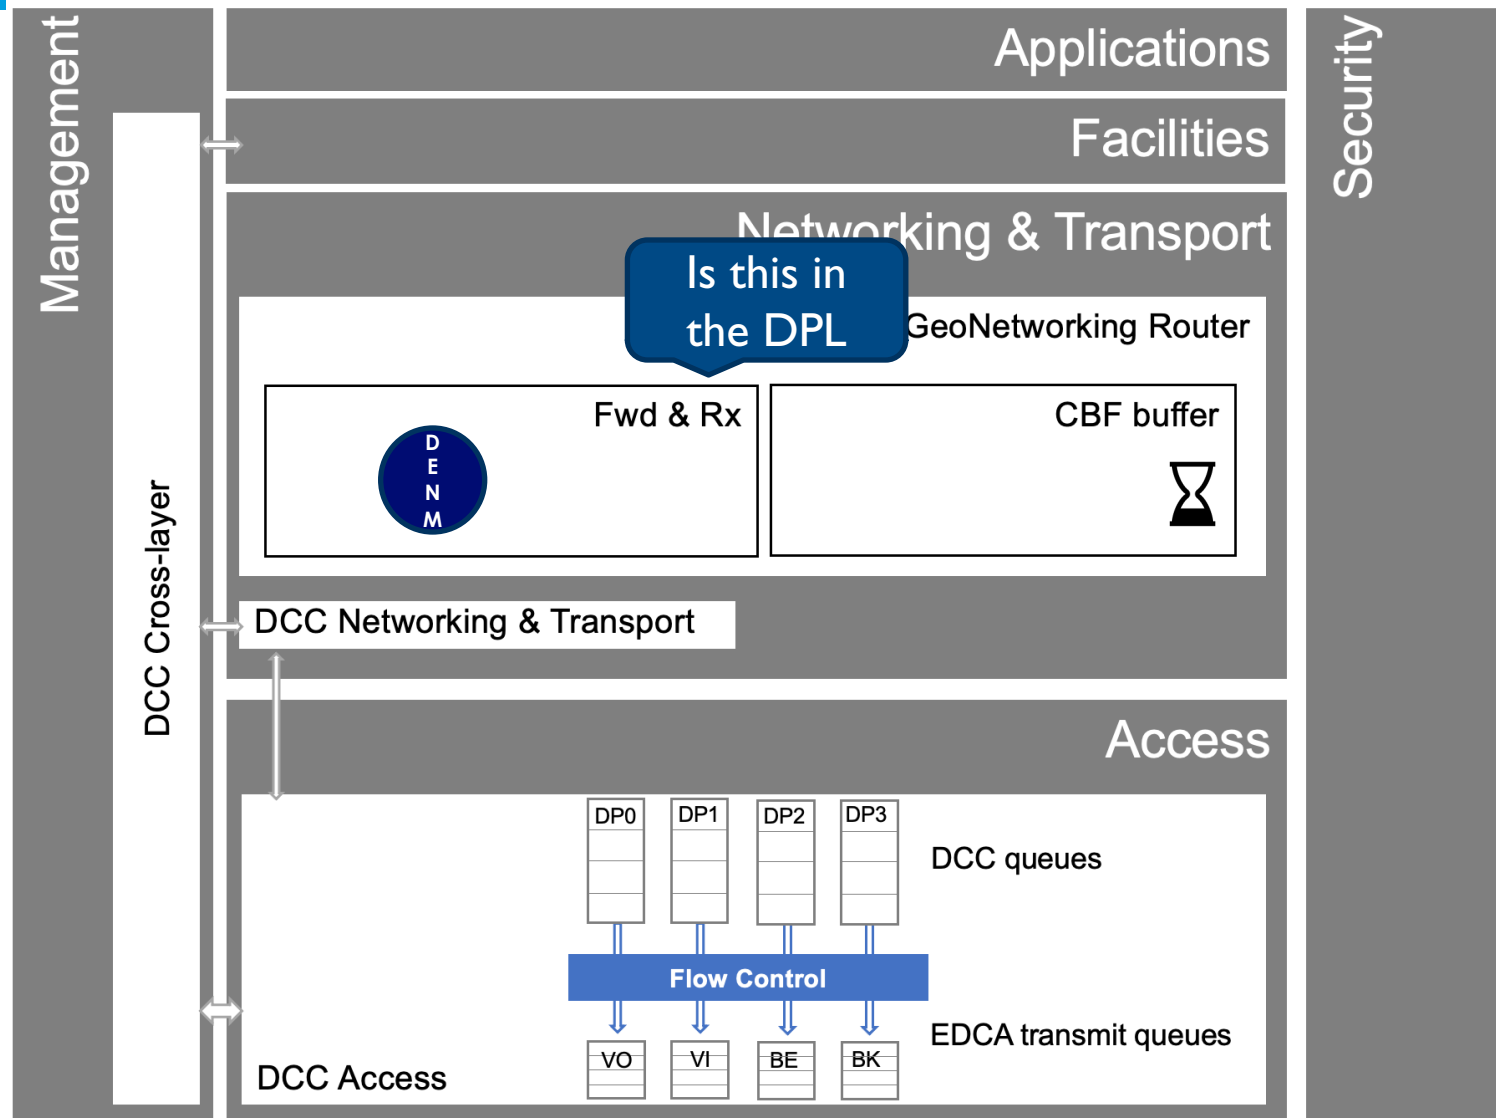 Management
Applications
Security
Facilities
Networking & Transport
Is this in
the DPL
GeoNetworking Router
Fwd & Rx
CBF buffer
D
E
N
M
DCC Cross-layer
DCC Networking & Transport
Access
DP0 DP1 DP2 DP3
DCC queues
Flow Control
EDCA transmit queues
VO VI BE BK
DCC Access